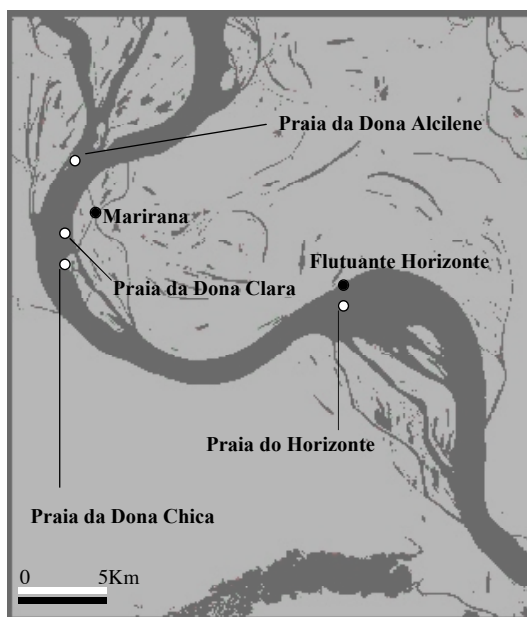 Praia da Dona Alcilene
Marirana
Flutuante Horizonte
Praia da Dona Clara
Praia do Horizonte
Praia da Dona Chica
0 5Km